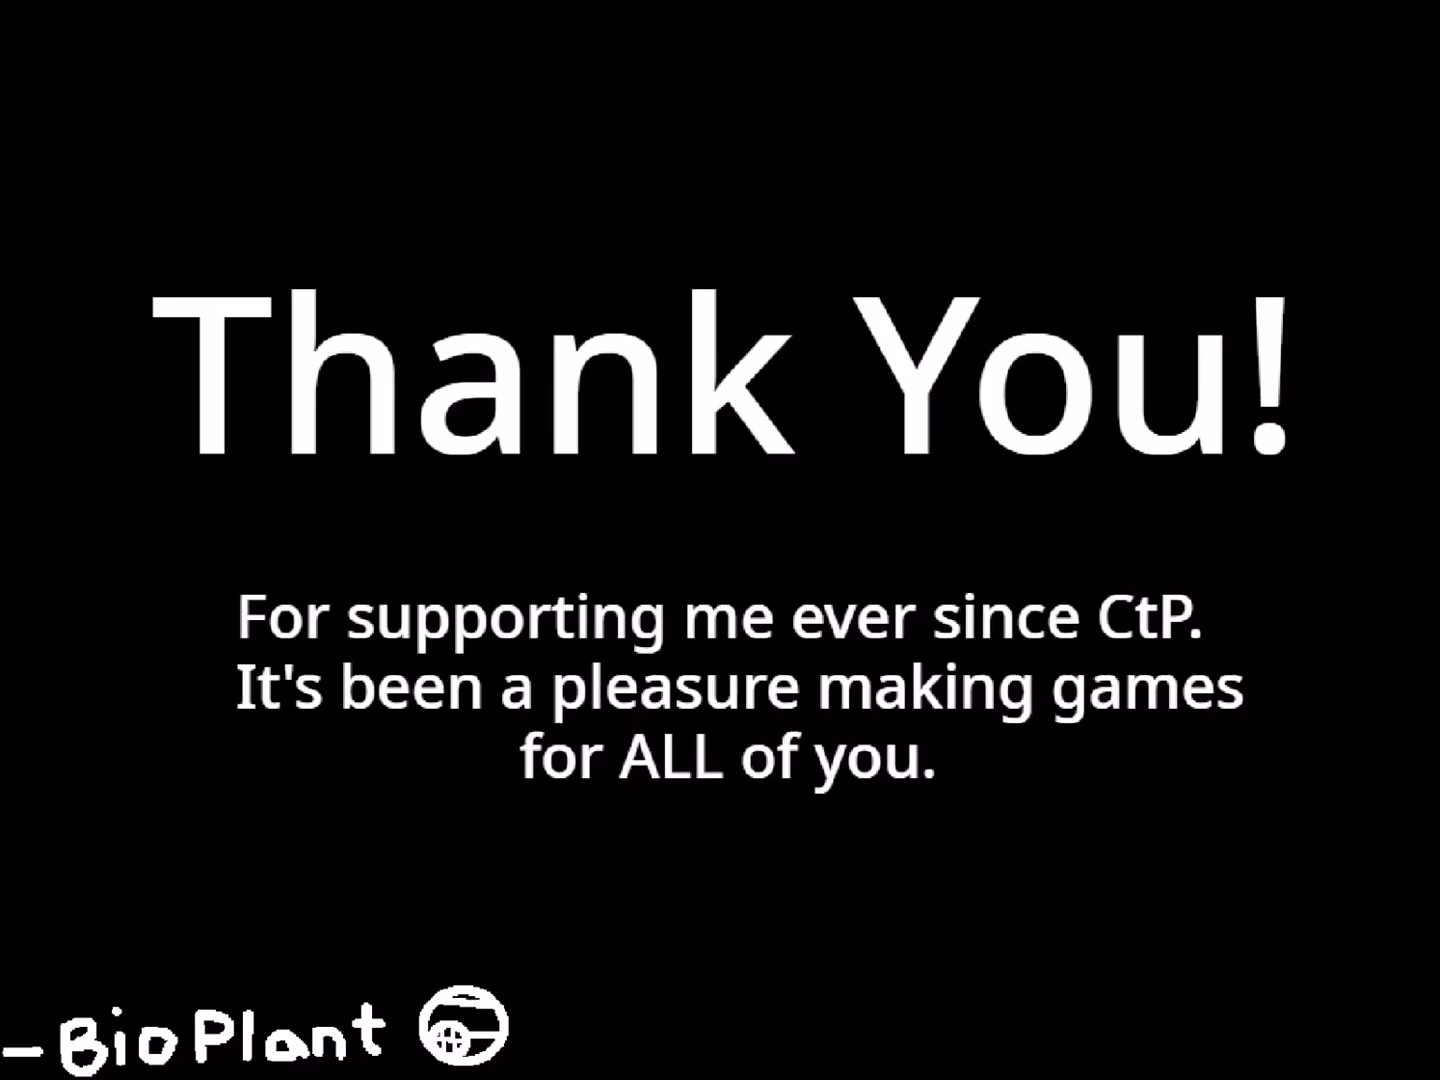 Thank You!
For supporting me ever since CtP.
It's been a pleasure making games
for ALL of you.
-BioPlant